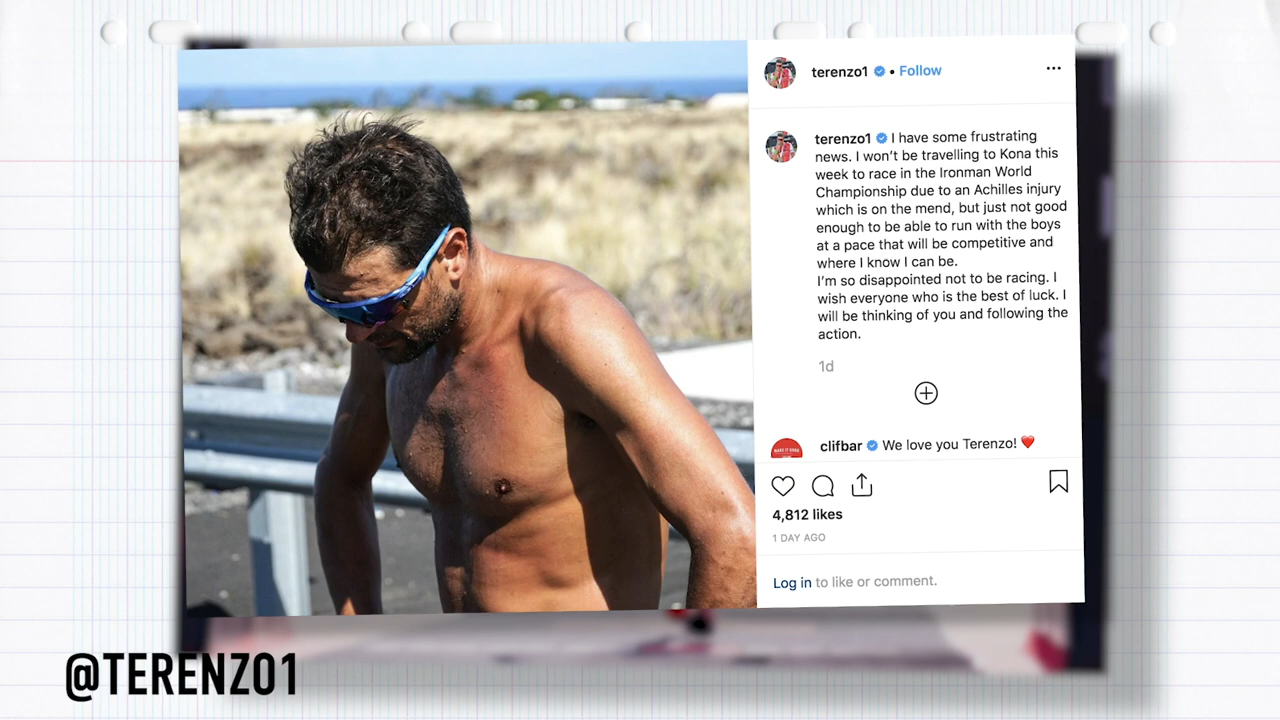 terenzo1 • Follow
terenzo1 I have some frustrating
news. I won't be travelling to Kona this
week to race in the Ironman World
Championship due to an Achilles injury
which is on the mend, but just not good
enough to be able to run with the boys
at a pace that will be competitive and
where I know I can be.
I'm so disappointed not to be racing. I
wish everyone who is the best of luck. I
will be thinking of you and following the
action.
1d
clifbar We love you Terenzo! ❤️
4,812 likes
1 DAY AGO
Log in to like or comment.
@TERENZO1